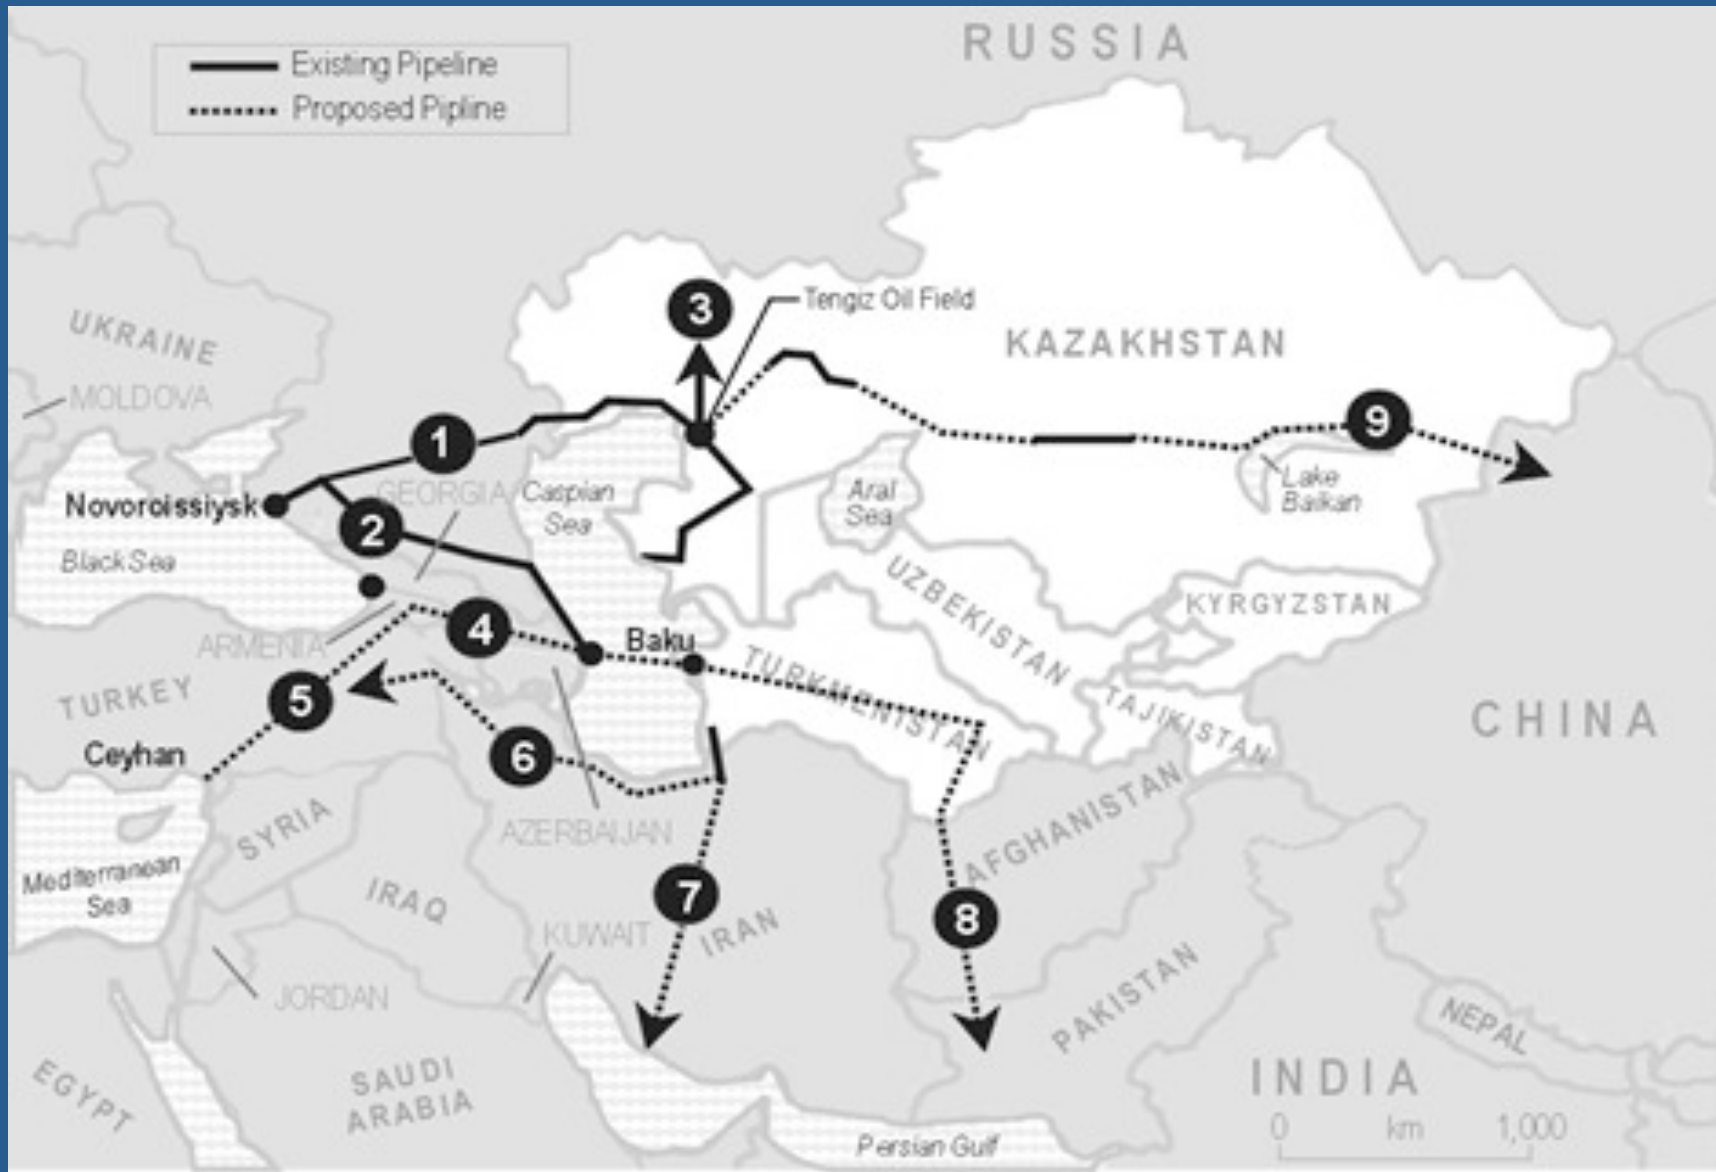 Existing Pipeline
Proposed Pipline
RUSSIA
3
Tengiz Oil Field
UKRAINE
KAZAKHSTAN
MOLDOVA
1
9
GEORGIA
Caspian
Sea
Aral
Sea
Lake
Baikan
Novoroissiysk
2
Black Sea
UZBEKISTAN
KYRGYZSTAN
ARMENIA
4
Baku
TURKMENISTAN
TAJIKISTAN
TURKEY
5
CHINA
Ceyhan
6
SYRIA
AZERBAIJAN
AFGHANISTAN
Mediterranean
Sea
IRAQ
7
8
KUWAIT
IRAN
JORDAN
PAKISTAN
NEPAL
EGYPT
SAUDI
ARABIA
INDIA
0 km 1,000
Persian Gulf